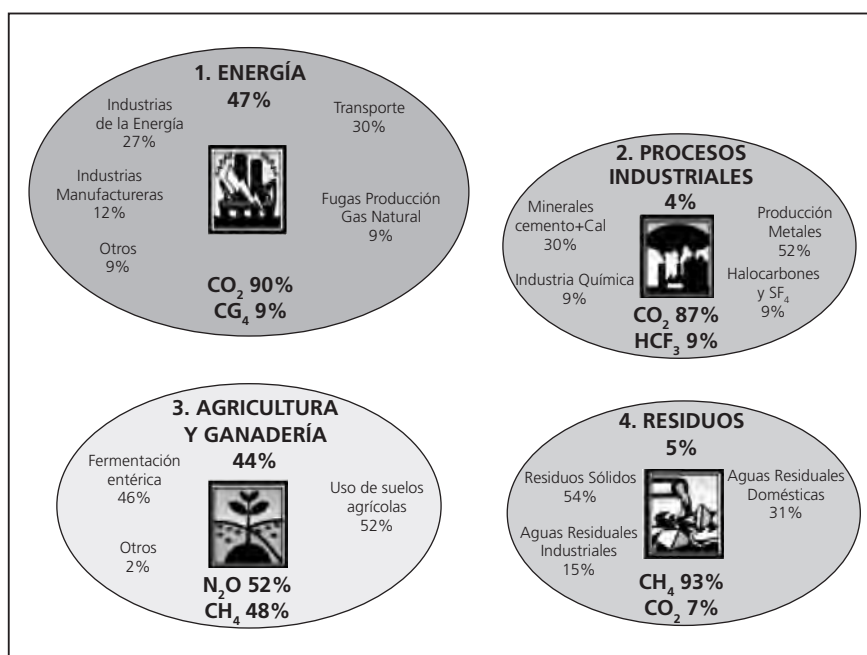 1. ENERGÍA
47%
Industrias
de la Energía
27%
Transporte
30%
Industrias
Manufactureras
12%
Fugas Producción
Gas Natural
9%
Otros
9%
CO₂ 90%
CG₄ 9%
2. PROCESOS
INDUSTRIALES
4%
Minerales
cemento+Cal
30%
Producción
Metales
52%
Industria Química
9%
Halocarbones
y SF₄
9%
CO₂ 87%
HCF₃ 9%
3. AGRICULTURA
Y GANADERÍA
44%
Fermentación
entérica
46%
Uso de suelos
agrícolas
52%
Otros
2%
N₂O 52%
CH₄ 48%
4. RESIDUOS
5%
Residuos Sólidos
54%
Aguas Residuales
Domésticas
31%
Aguas Residuales
Industriales
15%
CH₄ 93%
CO₂ 7%